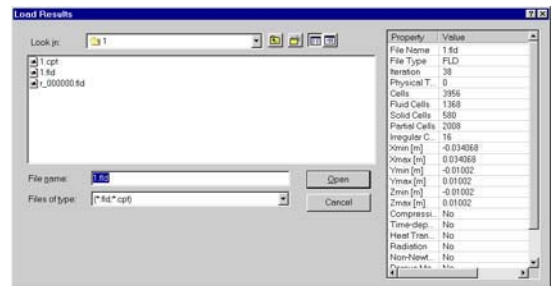 Load Results
Look in: 1
1.cpt
1.fld
r_000000.fld
File name: 1.fld
Open
Files of type: (*.fld;*.cpt)
Cancel
Property Value
File Name 1.fld
File Type FLD
Iteration 38
Physical T... 0
Cells 3956
Fluid Cells 1368
Solid Cells 580
Partial Cells 2008
Irregular C... 16
Xmin [m] -0.034068
Xmax [m] 0.034068
Ymin [m] -0.01002
Ymax [m] 0.01002
Zmin [m] -0.01002
Zmax [m] 0.01002
Compressi... No
Time-dep... No
Heat Tran... No
Radiation No
Non-Newt... No